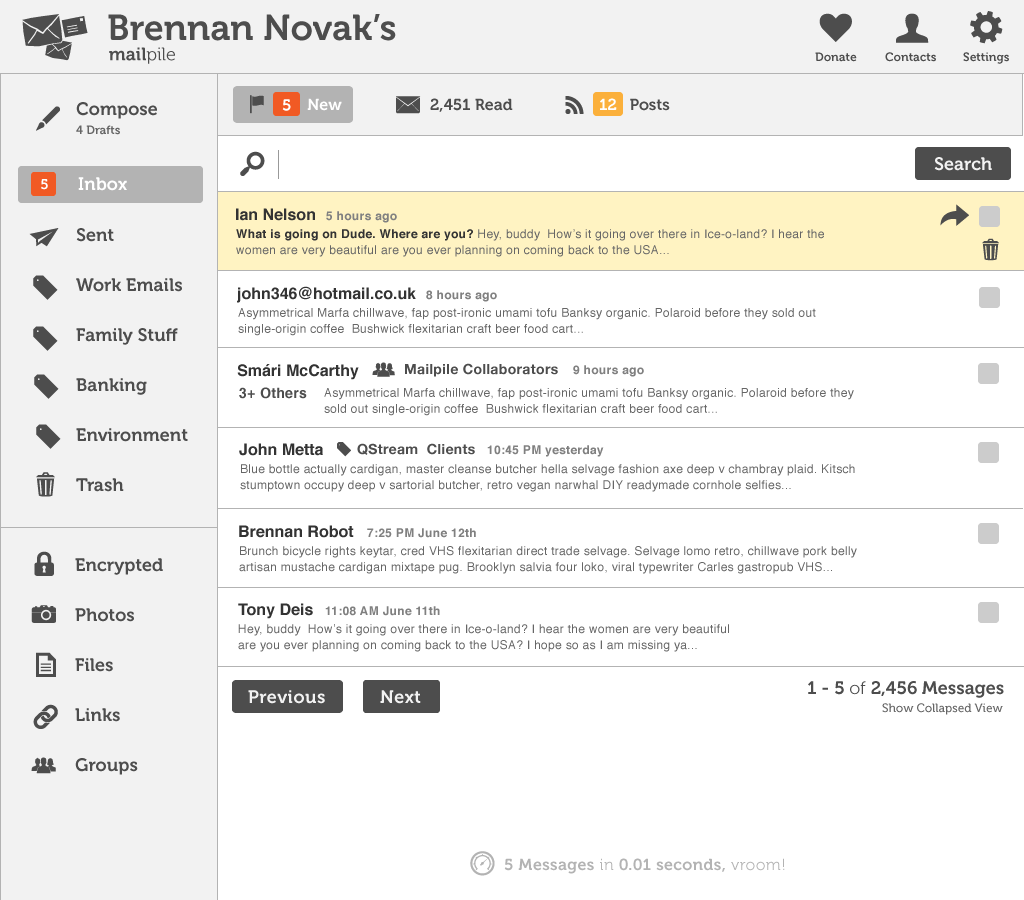 Brennan Novak’s
mailpile
Donate
Contacts
Settings
Compose
4 Drafts
5 Inbox
Sent
Work Emails
Family Stuff
Banking
Environment
Trash
Encrypted
Photos
Files
Links
Groups
5 New
2,451 Read
12 Posts
Search
Ian Nelson 5 hours ago
What is going on Dude. Where are you? Hey, buddy How’s it going over there in Ice-o-land? I hear the
women are very beautiful are you ever planning on coming back to the USA...
john346@hotmail.co.uk 8 hours ago
Asymmetrical Marfa chillwave, fap post-ironic umami tofu Banksy organic. Polaroid before they sold out
single-origin coffee Bushwick flexitarian craft beer food cart...
Smári McCarthy Mailpile Collaborators 9 hours ago
3+ Others Asymmetrical Marfa chillwave, fap post-ironic umami tofu Banksy organic. Polaroid before they
sold out single-origin coffee Bushwick flexitarian craft beer food cart...
John Metta QStream Clients 10:45 PM yesterday
Blue bottle actually cardigan, master cleanse butcher hella selvage fashion axe deep v chambray plaid. Kitsch
stumptown occupy deep v sartorial butcher, retro vegan narwhal DIY readymade cornhole selfies...
Brennan Robot 7:25 PM June 12th
Brunch bicycle rights keytar, cred VHS flexitarian direct trade selvage. Selvage lomo retro, chillwave pork belly
artisan mustache cardigan mixtape pug. Brooklyn salvia four loko, viral typewriter Carles gastropub VHS...
Tony Deis 11:08 AM June 11th
Hey, buddy How’s it going over there in Ice-o-land? I hear the women are very beautiful
are you ever planning on coming back to the USA? I hope so as I am missing ya...
Previous
Next
1 - 5 of 2,456 Messages
Show Collapsed View
5 Messages in 0.01 seconds, vroom!